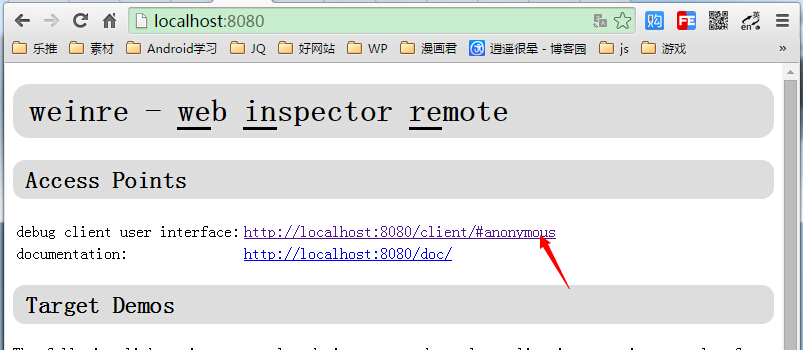 localhost:8080
乐推 素材 Android学习 JQ 好网站 WP 漫画君 逍遥很晕 - 博客园 js 游戏 »
weinre - web inspector remote
Access Points
debug client user interface: http://localhost:8080/client/#anonymous
documentation: http://localhost:8080/doc/
Target Demos